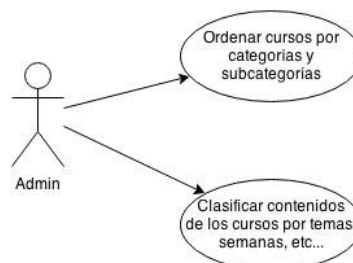 Ordenar cursos por
categorias y
subcategorias
Admin
Clasificar contenidos
de los cursos por temas
semanas, etc...